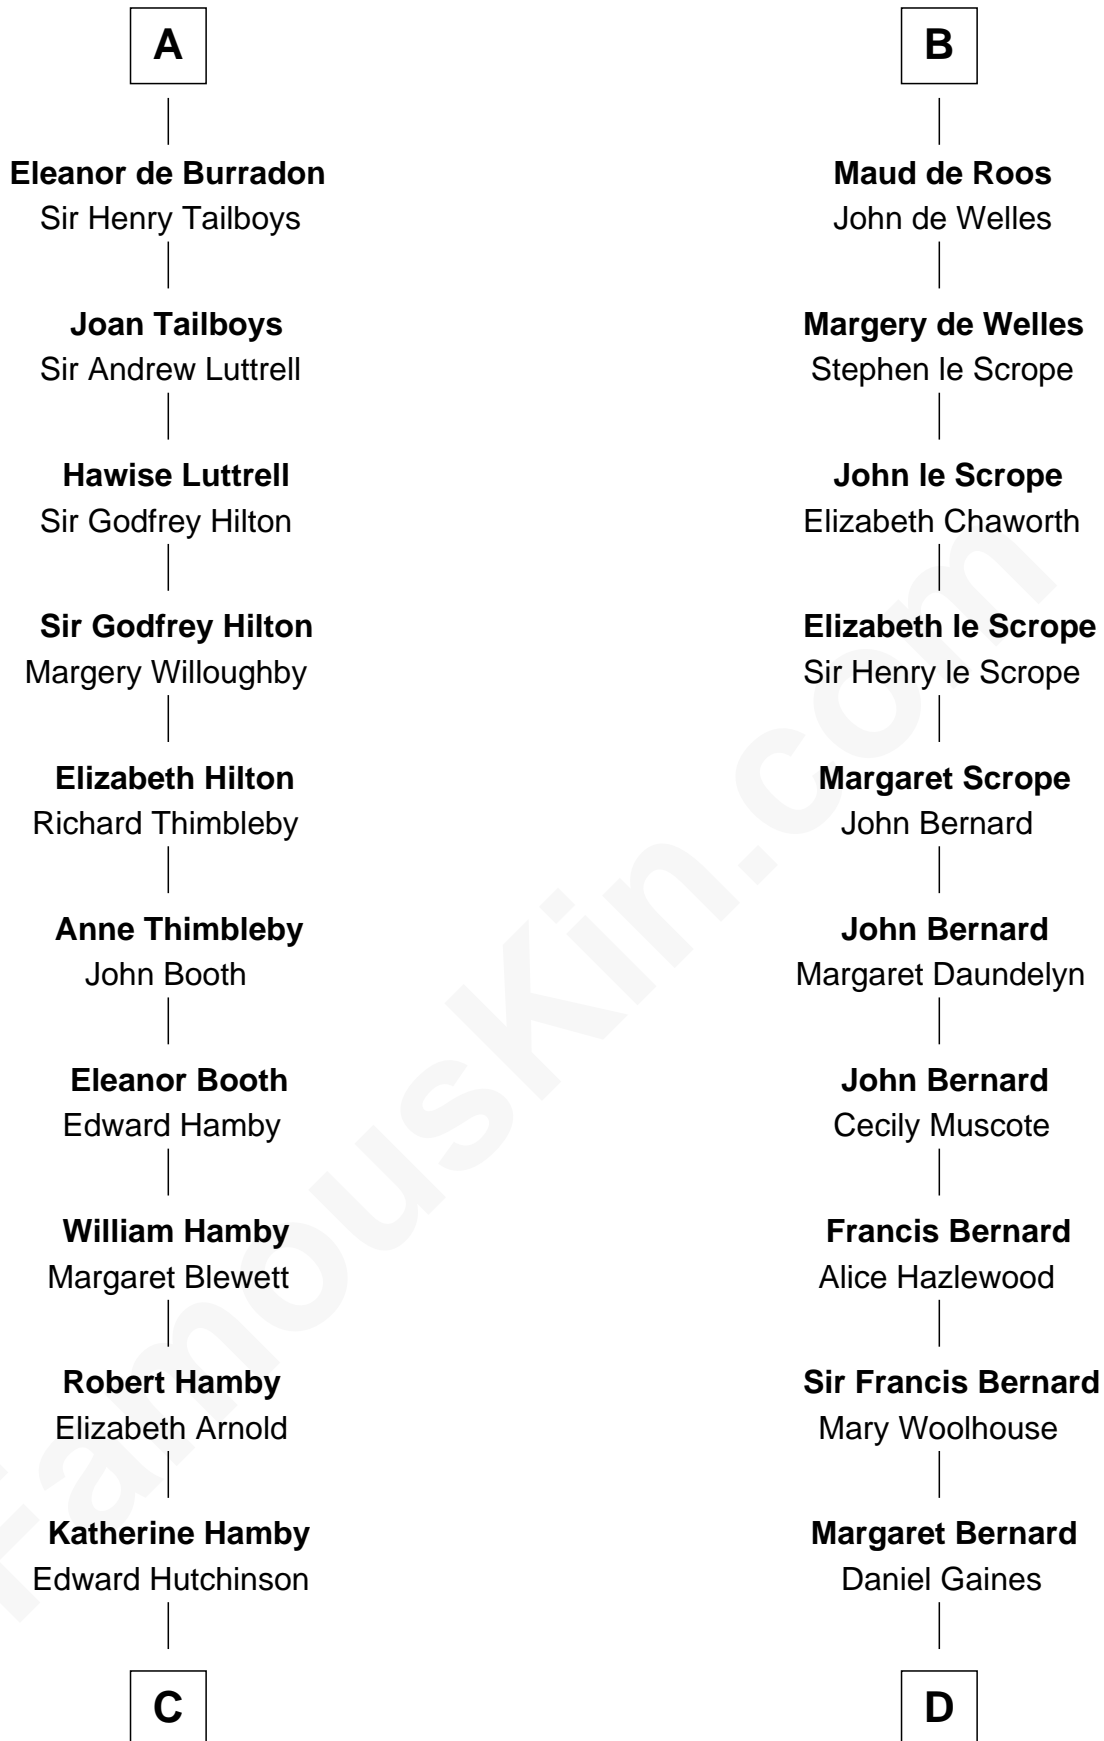 A
Eleanor de Burradon
Sir Henry Tailboys
Joan Tailboys
Sir Andrew Luttrell
Hawise Luttrell
Sir Godfrey Hilton
Sir Godfrey Hilton
Margery Willoughby
Elizabeth Hilton
Richard Thimbleby
Anne Thimbleby
John Booth
Eleanor Booth
Edward Hamby
William Hamby
Margaret Blewett
Robert Hamby
Elizabeth Arnold
Katherine Hamby
Edward Hutchinson
C
B
Maud de Roos
John de Welles
Margery de Welles
Stephen le Scrope
John le Scrope
Elizabeth Chaworth
Elizabeth le Scrope
Sir Henry le Scrope
Margaret Scrope
John Bernard
John Bernard
Margaret Daundelyn
John Bernard
Cecily Muscote
Francis Bernard
Alice Hazlewood
Sir Francis Bernard
Mary Woolhouse
Margaret Bernard
Daniel Gaines
D
FamousKin.com